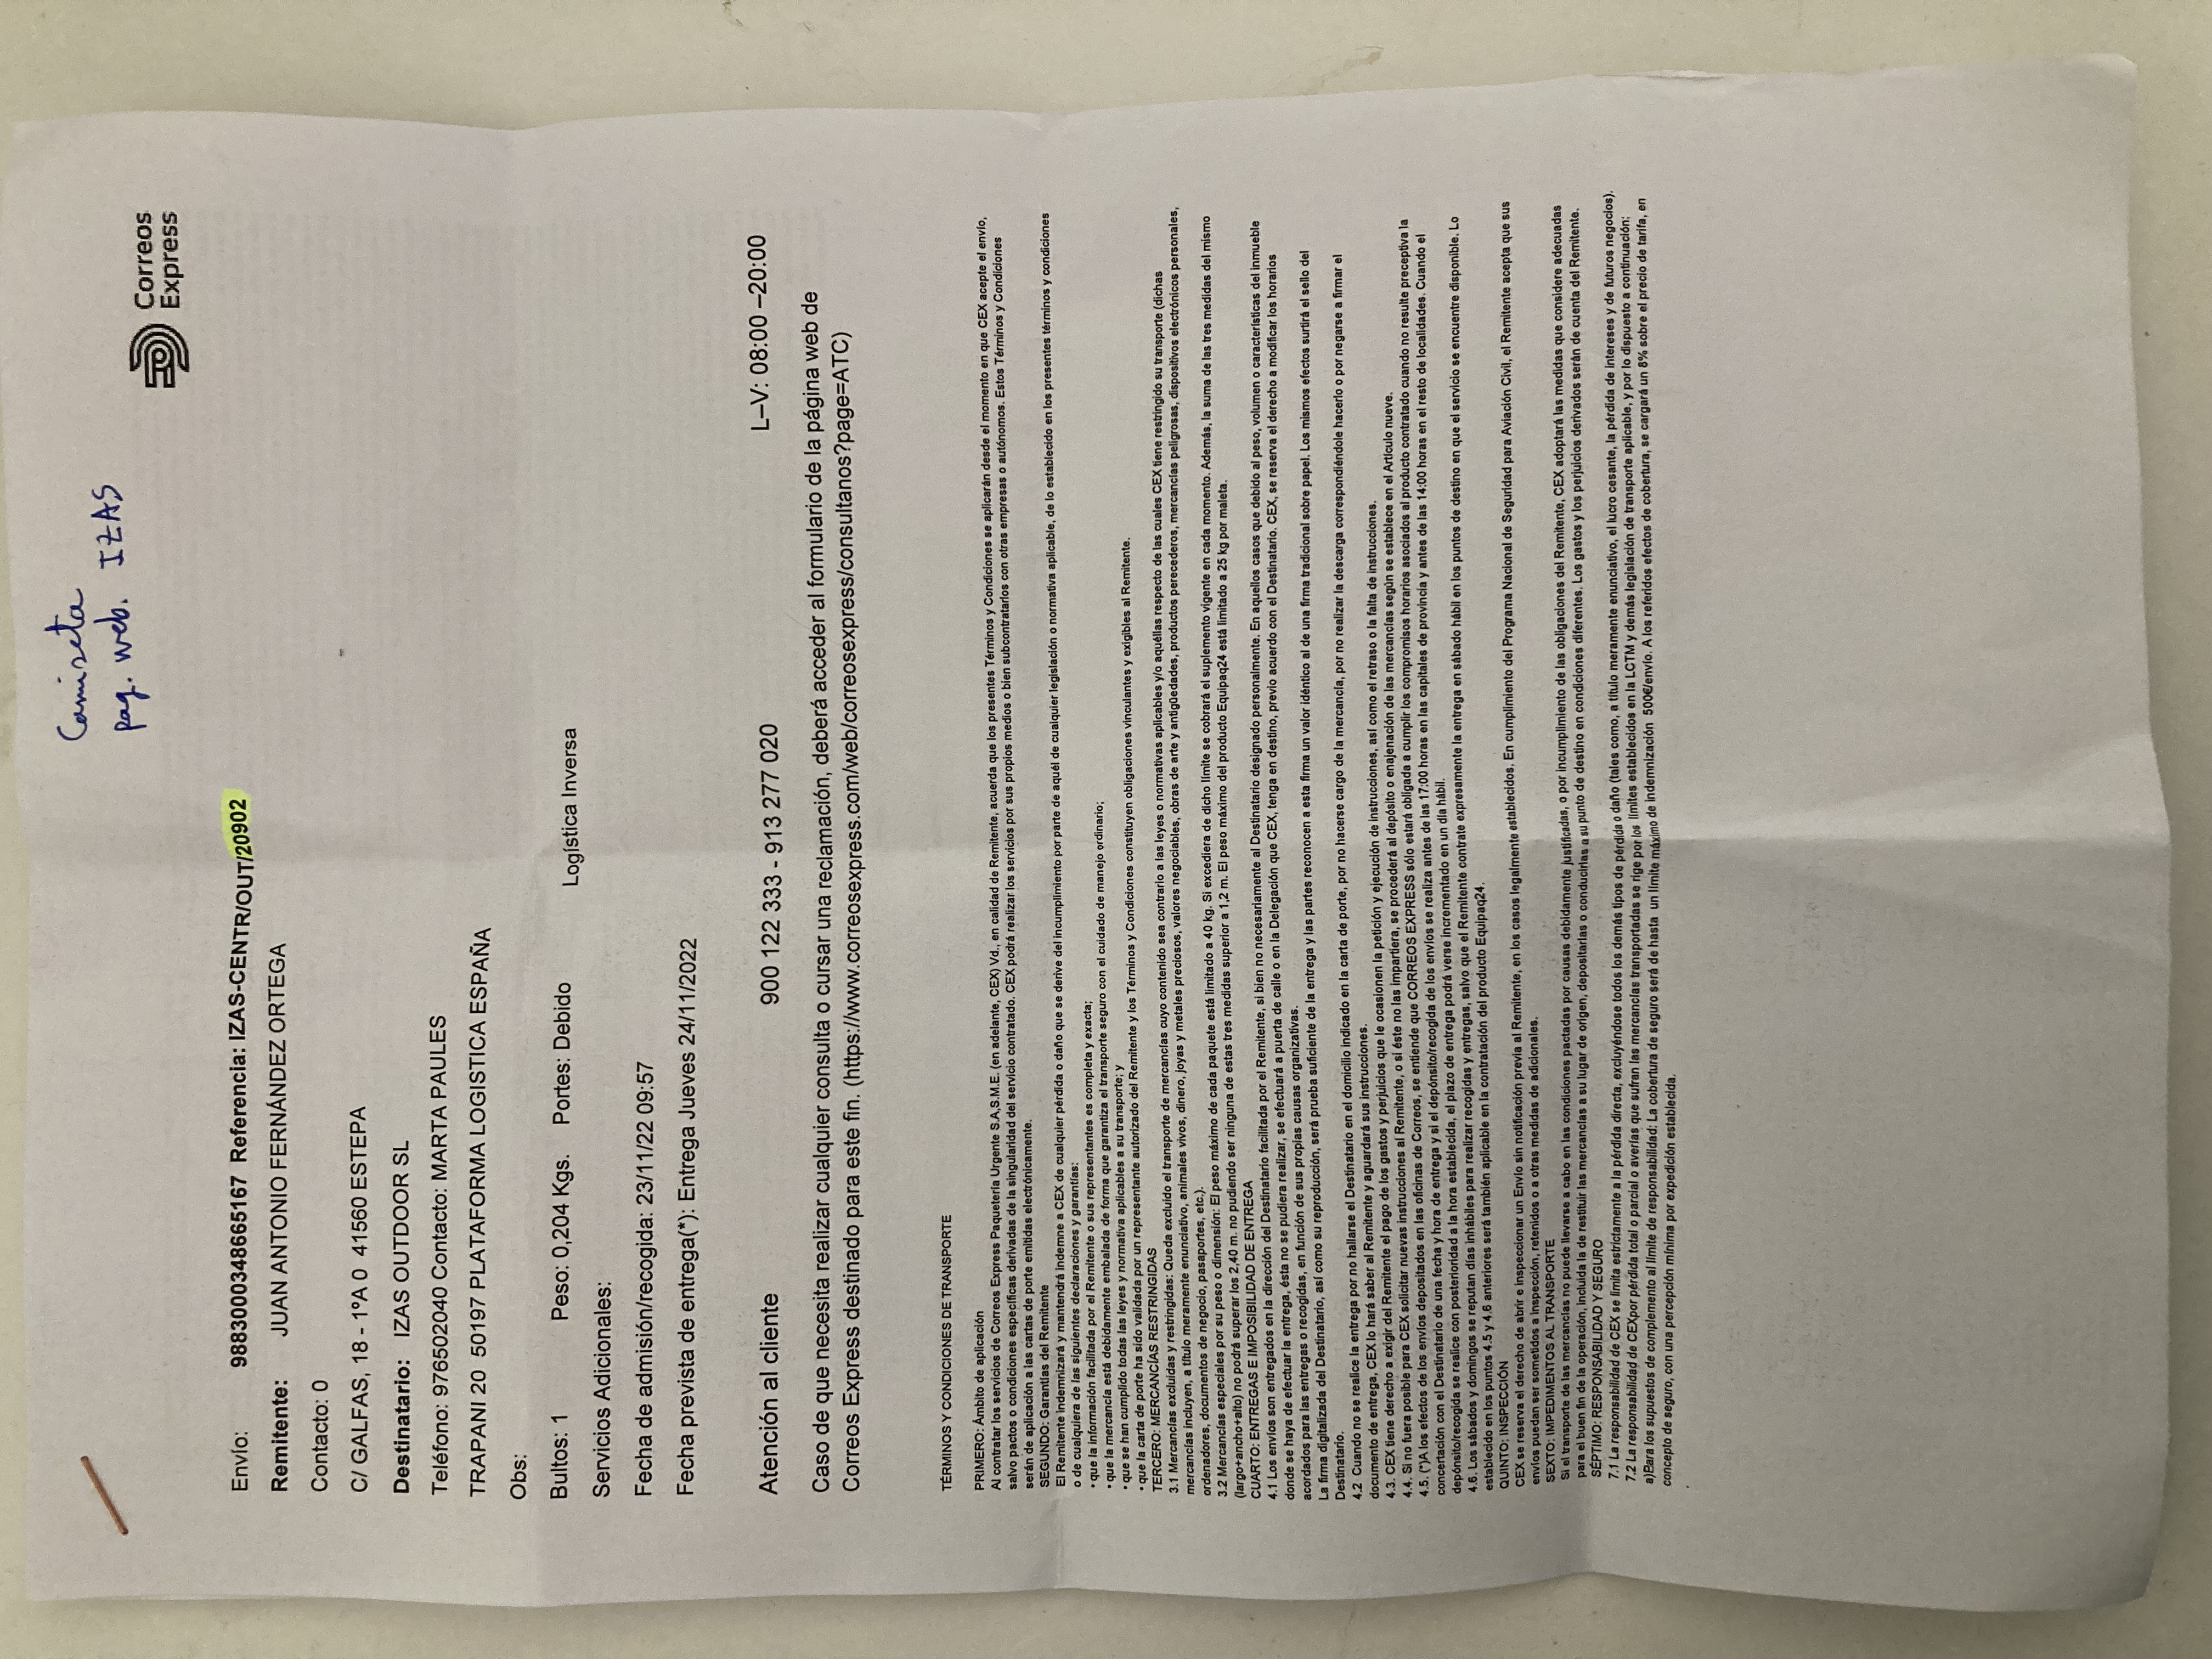 Camiseta
pag. web. IZAS
Correos
Express
Envío: 9883000348665167 Referencia: IZAS-CENTR/OUT/20902
Remitente: JUAN ANTONIO FERNÁNDEZ ORTEGA
Contacto: 0
C/ GALFAS, 18 - 1ºA 0 41560 ESTEPA
Destinatario: IZAS OUTDOOR SL
Teléfono: 976502040 Contacto: MARTA PAULES
TRAPANI 20 50197 PLATAFORMA LOGISTICA ESPAÑA
Obs:
Bultos: 1 Peso: 0,204 Kgs. Portes: Debido Logística Inversa
Servicios Adicionales:
Fecha de admisión/recogida: 23/11/22 09:57
Fecha prevista de entrega(*): Entrega Jueves 24/11/2022
Atención al cliente 900 122 333 - 913 277 020 L–V: 08:00 –20:00
Caso de que necesita realizar cualquier consulta o cursar una reclamación, deberá acceder al formulario de la página web de
Correos Express destinado para este fin. (https://www.correosexpress.com/web/correosexpress/consultanos?page=ATC)
TÉRMINOS Y CONDICIONES DE TRANSPORTE
PRIMERO: Ámbito de aplicación
Al contratar los servicios de Correos Express Paquetería Urgente S.A,S.M.E. (en adelante, CEX) Vd., en calidad de Remitente, acuerda que los presentes Términos y Condiciones se aplicarán desde el momento en que CEX acepte el envío,
salvo pactos o condiciones específicas derivadas de la singularidad del servicio contratado. CEX podrá realizar los servicios por sus propios medios o bien subcontratarlos con otras empresas o autónomos. Estos Términos y Condiciones
serán de aplicación a las cartas de porte emitidas electrónicamente.
SEGUNDO: Garantías del Remitente
El Remitente indemnizará y mantendrá indemne a CEX de cualquier pérdida o daño que se derive del incumplimiento por parte de aquél de cualquier legislación o normativa aplicable, de lo establecido en los presentes términos y condiciones
o de cualquiera de las siguientes declaraciones y garantías:
• que la información facilitada por el Remitente o sus representantes es completa y exacta;
• que la mercancía está debidamente embalada de forma que garantiza el transporte seguro con el cuidado de manejo ordinario;
• que se han cumplido todas las leyes y normativa aplicables a su transporte; y
• que la carta de porte ha sido validada por un representante autorizado del Remitente y los Términos y Condiciones constituyen obligaciones vinculantes y exigibles al Remitente.
TERCERO: MERCANCÍAS RESTRINGIDAS
3.1 Mercancías excluidas y restringidas: Queda excluido el transporte de mercancías cuyo contenido sea contrario a las leyes o normativas aplicables y/o aquéllas respecto de las cuales CEX tiene restringido su transporte (dichas
mercancías incluyen, a título meramente enunciativo, animales vivos, dinero, joyas y metales preciosos, valores negociables, obras de arte y antigüedades, productos perecederos, mercancías peligrosas, dispositivos electrónicos personales,
ordenadores, documentos de negocio, pasaportes, etc.).
3.2 Mercancías especiales por su peso o dimensión: El peso máximo de cada paquete está limitado a 40 kg. Si excediera de dicho límite se cobrará el suplemento vigente en cada momento. Además, la suma de las tres medidas del mismo
(largo+ancho+alto) no podrá superar los 2,40 m. no pudiendo ser ninguna de estas tres medidas superior a 1,2 m. El peso máximo del producto Equipaq24 está limitado a 25 kg por maleta.
CUARTO: ENTREGAS E IMPOSIBILIDAD DE ENTREGA
4.1 Los envíos son entregados en la dirección del Destinatario facilitada por el Remitente, si bien no necesariamente al Destinatario designado personalmente. En aquellos casos que debido al peso, volumen o características del inmueble
donde se haya de efectuar la entrega, ésta no se pudiera realizar, se efectuará a puerta de calle o en la Delegación que CEX, tenga en destino, previo acuerdo con el Destinatario. CEX, se reserva el derecho a modificar los horarios
acordados para las entregas o recogidas, en función de sus propias causas organizativas.
La firma digitalizada del Destinatario, así como su reproducción, será prueba suficiente de la entrega y las partes reconocen a esta firma un valor idéntico al de una firma tradicional sobre papel. Los mismos efectos surtirá el sello del
Destinatario.
4.2 Cuando no se realice la entrega por no hallarse el Destinatario en el domicilio indicado en la carta de porte, por no hacerse cargo de la mercancía, por no realizar la descarga correspondiéndole hacerlo o por negarse a firmar el
documento de entrega, CEX lo hará saber al Remitente y aguardará sus instrucciones.
4.3. CEX tiene derecho a exigir del Remitente el pago de los gastos y perjuicios que le ocasionen la petición y ejecución de instrucciones, así como el retraso o la falta de instrucciones.
4.4. Si no fuera posible para CEX solicitar nuevas instrucciones al Remitente, o si éste no las impartiera, se procederá al depósito o enajenación de las mercancías según se establece en el Artículo nueve.
4.5. (*)A los efectos de los envíos depositados en las oficinas de Correos, se entiende que CORREOS EXPRESS sólo estará obligada a cumplir los compromisos horarios asociados al producto contratado cuando no resulte preceptiva la
concertación con el Destinatario de una fecha y hora de entrega y si el depósito/recogida de los envíos se realiza antes de las 17:00 horas en las capitales de provincia y antes de las 14:00 horas en el resto de localidades. Cuando el
depósito/recogida se realice con posterioridad a la hora establecida, el plazo de entrega podrá verse incrementado en un día hábil.
4.6. Los sábados y domingos se reputan días inhábiles para realizar recogidas y entregas, salvo que el Remitente contrate expresamente la entrega en sábado hábil en los puntos de destino en que el servicio se encuentre disponible. Lo
establecido en los puntos 4.5 y 4.6 anteriores será también aplicable en la contratación del producto Equipaq24.
QUINTO: INSPECCIÓN
CEX se reserva el derecho de abrir e inspeccionar un Envío sin notificación previa al Remitente, en los casos legalmente establecidos. En cumplimiento del Programa Nacional de Seguridad para Aviación Civil, el Remitente acepta que sus
envíos puedan ser sometidos a inspección, retenidos o a otras medidas de adicionales.
SEXTO: IMPEDIMENTOS AL TRANSPORTE
Si el transporte de las mercancías no puede llevarse a cabo en las condiciones pactadas por causas debidamente justificadas, o por incumplimiento de las obligaciones del Remitente, CEX adoptará las medidas que considere adecuadas
para el buen fin de la operación, incluida la de restituir las mercancías a su lugar de origen, depositarlas o conducirlas a su punto de destino en condiciones diferentes. Los gastos y los perjuicios derivados serán de cuenta del Remitente.
SÉPTIMO: RESPONSABILIDAD Y SEGURO
7.1 La responsabilidad de CEX se limita estrictamente a la pérdida directa, excluyéndose todos los demás tipos de pérdida o daño (tales como, a título meramente enunciativo, el lucro cesante, la pérdida de intereses y de futuros negocios).
7.2 La responsabilidad de CEXpor pérdida total o parcial o averías que sufran las mercancías transportadas se rige por los límites establecidos en la LCTM y demás legislación de transporte aplicable, y por lo dispuesto a continuación:
a)Para los supuestos de complemento al límite de responsabilidad: La cobertura de seguro será de hasta un límite máximo de indemnización 500€/envío. A los referidos efectos de cobertura, se cargará un 8% sobre el precio de tarifa, en
concepto de seguro, con una percepción mínima por expedición establecida.